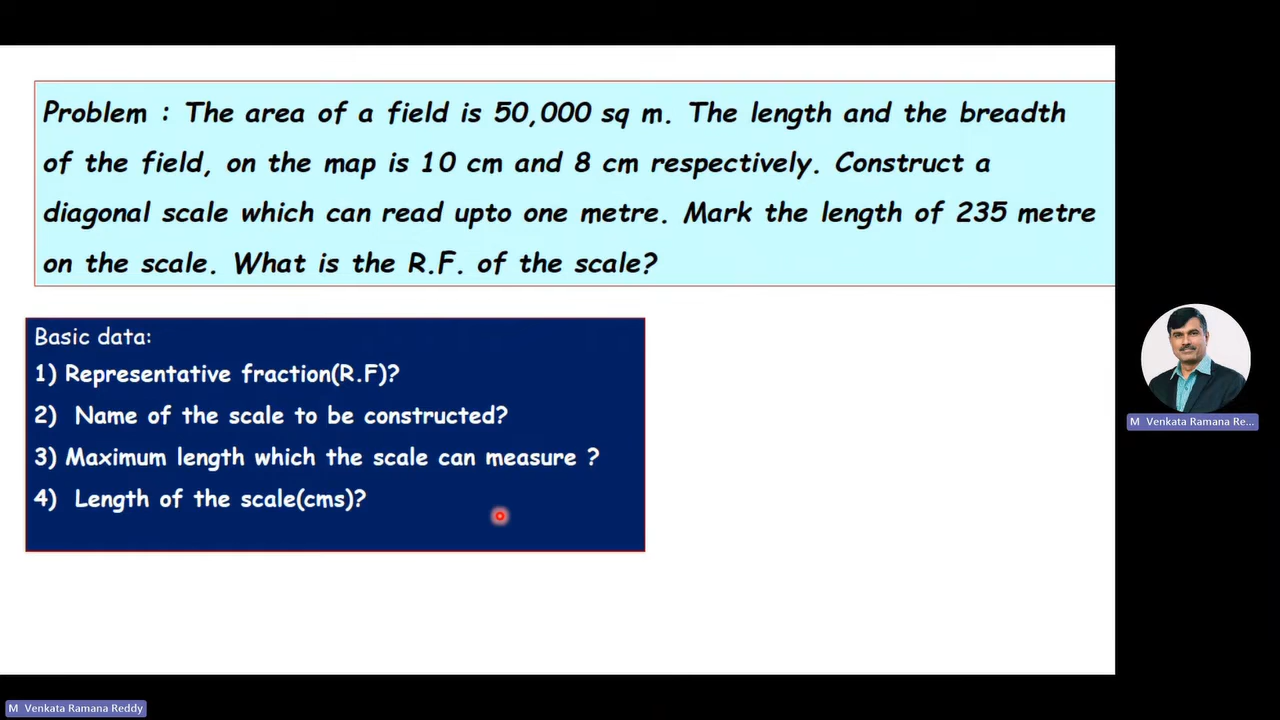 Problem : The area of a field is 50,000 sq m. The length and the breadth
of the field, on the map is 10 cm and 8 cm respectively. Construct a
diagonal scale which can read upto one metre. Mark the length of 235 metre
on the scale. What is the R.F. of the scale?
Basic data:
1) Representative fraction(R.F)?
2) Name of the scale to be constructed?
3) Maximum length which the scale can measure ?
4) Length of the scale(cms)?
M Venkata Ramana Re...
M Venkata Ramana Reddy